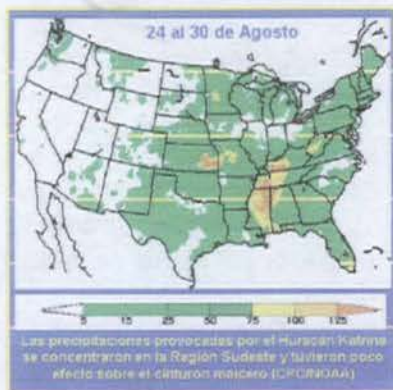 24 al 30 de Agosto
5 15 25 50 75 100 125
Las precipitaciones provocadas por el Huracán Katrina
se concentraron en la Región Sudeste y tuvieron poco
efecto sobre el cinturón maicero (CPC/NOAA)